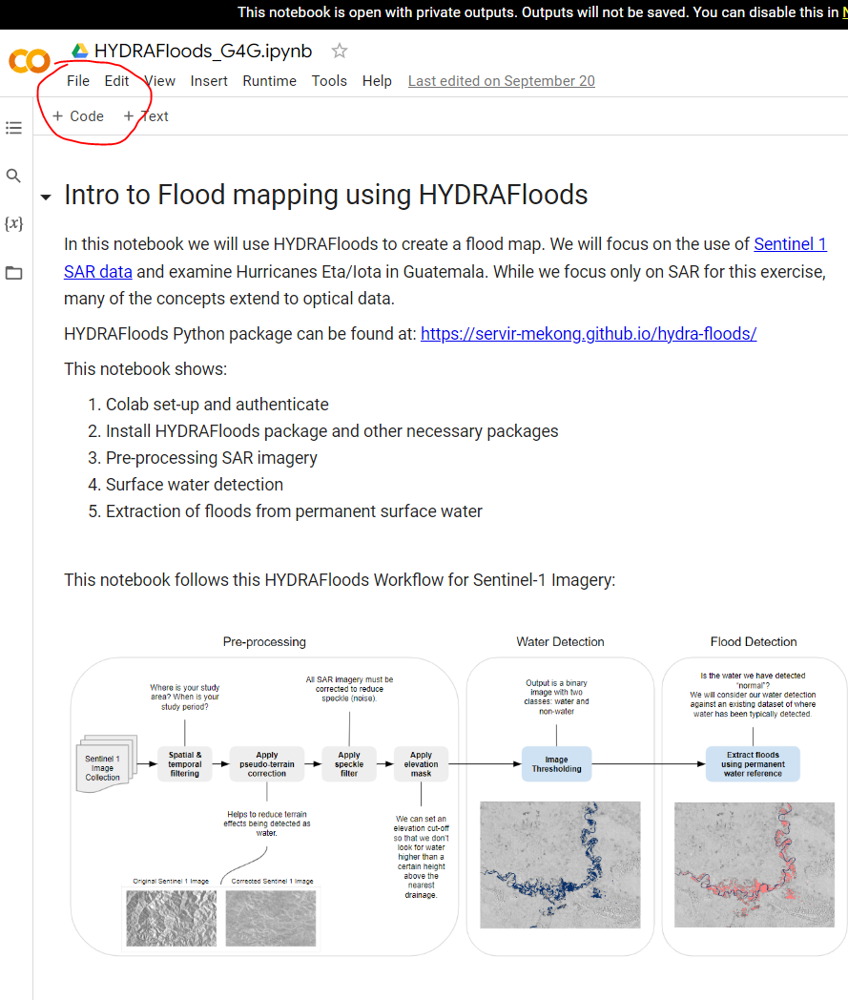 This notebook is open with private outputs. Outputs will not be saved. You can disable this in
HYDRAFloods_G4G.ipynb
File Edit View Insert Runtime Tools Help Last edited on September 20
+ Code + Text
{x}
Intro to Flood mapping using HYDRAFloods
In this notebook we will use HYDRAFloods to create a flood map. We will focus on the use of Sentinel 1
SAR data and examine Hurricanes Eta/Iota in Guatemala. While we focus only on SAR for this exercise,
many of the concepts extend to optical data.
HYDRAFloods Python package can be found at: https://servir-mekong.github.io/hydra-floods/
This notebook shows:
1. Colab set-up and authenticate
2. Install HYDRAFloods package and other necessary packages
3. Pre-processing SAR imagery
4. Surface water detection
5. Extraction of floods from permanent surface water
This notebook follows this HYDRAFloods Workflow for Sentinel-1 Imagery:
Pre-processing
Where is your study
area? When is your
study period?
All SAR imagery must be
corrected to reduce
speckle (noise).
Sentinel 1
Image
Collection
Spatial &
temporal
filtering
Apply
pseudo-terrain
correction
Apply
speckle
filter
Apply
elevation
mask
Helps to reduce terrain
effects being detected as
water.
We can set an
elevation cut-off
so that we don't
look for water
higher than a
certain height
above the
nearest
drainage.
Original Sentinel 1 Image
Corrected Sentinel 1 Image
Water Detection
Output is a binary
image with two
classes: water and
non-water
Image
Thresholding
Flood Detection
Is the water we have detected
"normal"?
We will consider our water detection
against an existing dataset of where
water has been typically detected.
Extract floods
using permanent
water reference